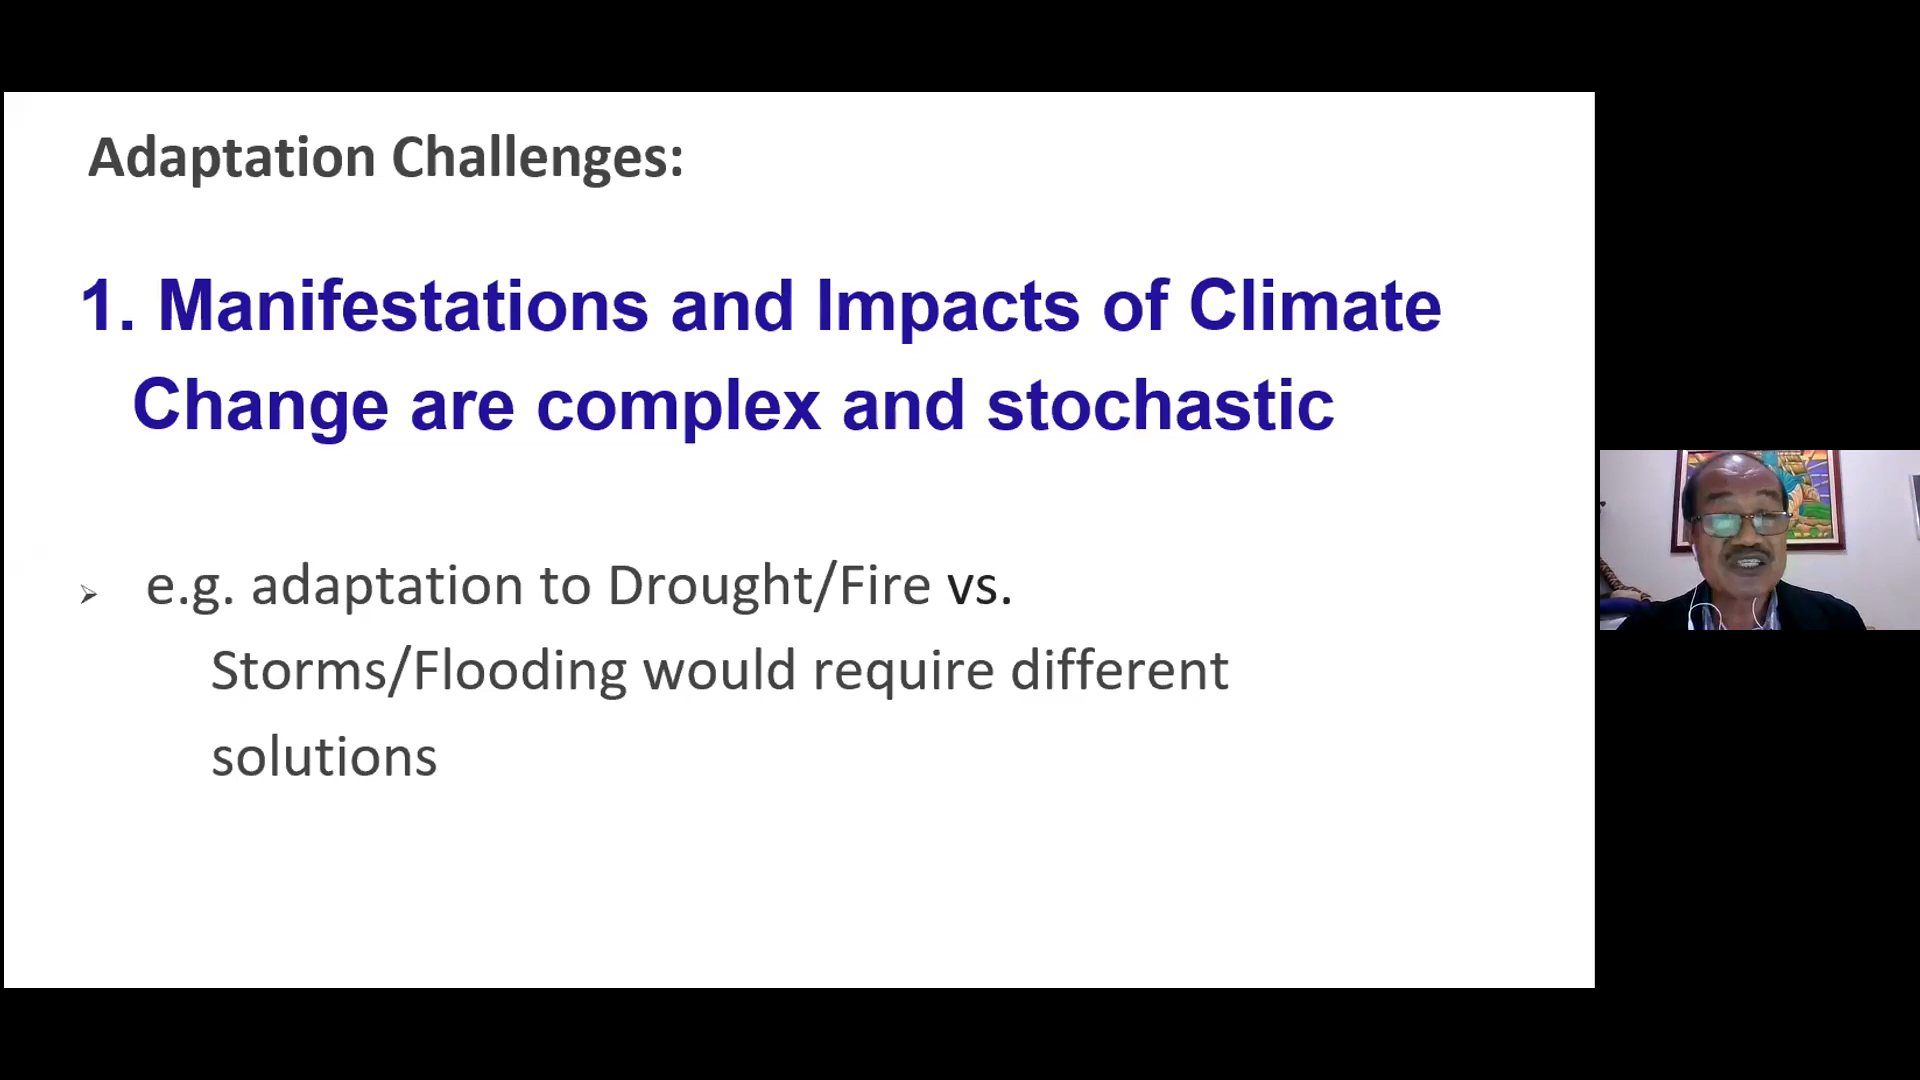 Adaptation Challenges:
1. Manifestations and Impacts of Climate
Change are complex and stochastic
e.g. adaptation to Drought/Fire vs.
Storms/Flooding would require different
solutions